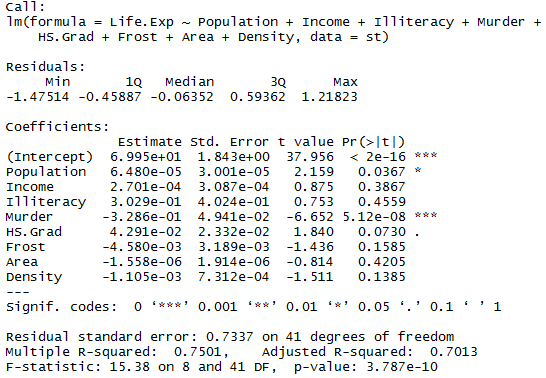 Call:
lm(formula = Life.Exp ~ Population + Income + Illiteracy + Murder +
    HS.Grad + Frost + Area + Density, data = st)

Residuals:
     Min       1Q   Median       3Q      Max
-1.47514 -0.45887 -0.06352  0.59362  1.21823

Coefficients:
              Estimate Std. Error t value Pr(>|t|)
(Intercept)  6.995e+01  1.843e+00  37.956  < 2e-16 ***
Population   6.480e-05  3.001e-05   2.159   0.0367 *
Income       2.701e-04  3.087e-04   0.875   0.3867
Illiteracy   3.029e-01  4.024e-01   0.753   0.4559
Murder      -3.286e-01  4.941e-02  -6.652 5.12e-08 ***
HS.Grad      4.291e-02  2.332e-02   1.840   0.0730 .
Frost       -4.580e-03  3.189e-03  -1.436   0.1585
Area        -1.558e-06  1.914e-06  -0.814   0.4205
Density     -1.105e-03  7.312e-04  -1.511   0.1385
---
Signif. codes:  0 ‘***’ 0.001 ‘**’ 0.01 ‘*’ 0.05 ‘.’ 0.1 ‘ ’ 1

Residual standard error: 0.7337 on 41 degrees of freedom
Multiple R-squared:  0.7501,    Adjusted R-squared:  0.7013
F-statistic: 15.38 on 8 and 41 DF,  p-value: 3.787e-10